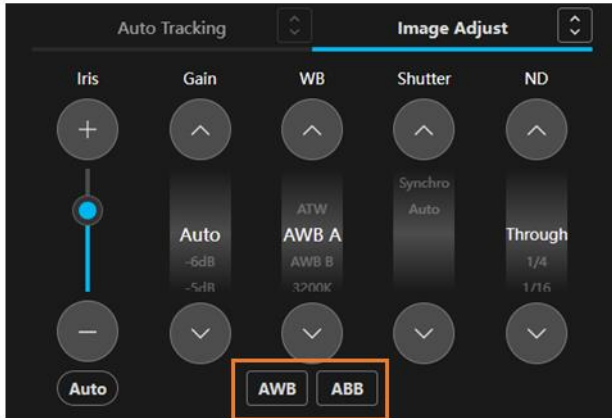 Auto Tracking Image Adjust
Iris Gain WB Shutter ND
Synchro
ATW Auto
Auto AWB A Through
-6dB AWB B 1/4
-5dB 3200K 1/16
Auto AWB ABB